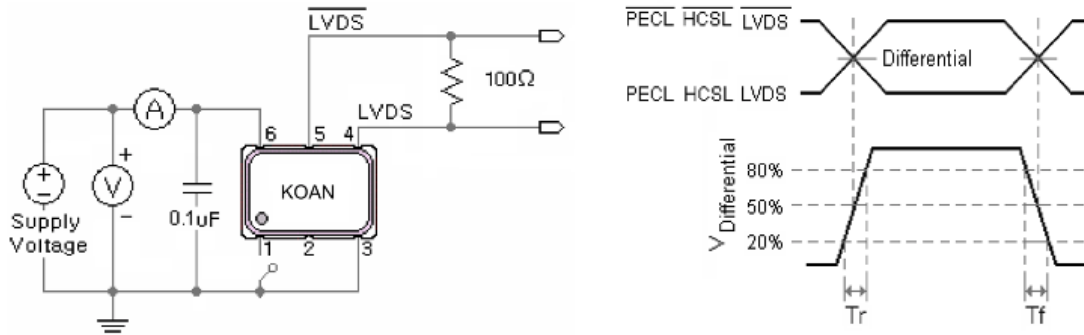 LVDS
100Ω
LVDS
A
6 5 4
V
+
-
+
-
Supply
Voltage
0.1uF
KOAN
1 2 3
PECL HCSL LVDS
Differential
PECL HCSL LVDS
V Differential
80%
50%
20%
Tr
Tf